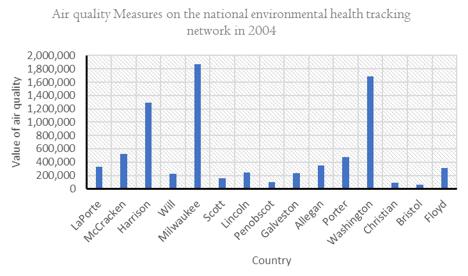 Air quality Measures on the national environmental health tracking
network in 2004
Value of air quality
2,000,000
1,800,000
1,600,000
1,400,000
1,200,000
1,000,000
800,000
600,000
400,000
200,000
0
LaPorte
McCracken
Harrison
Will
Milwaukee
Scott
Lincoln
Penobscot
Galveston
Allegan
Porter
Washington
Christian
Bristol
Floyd
Country